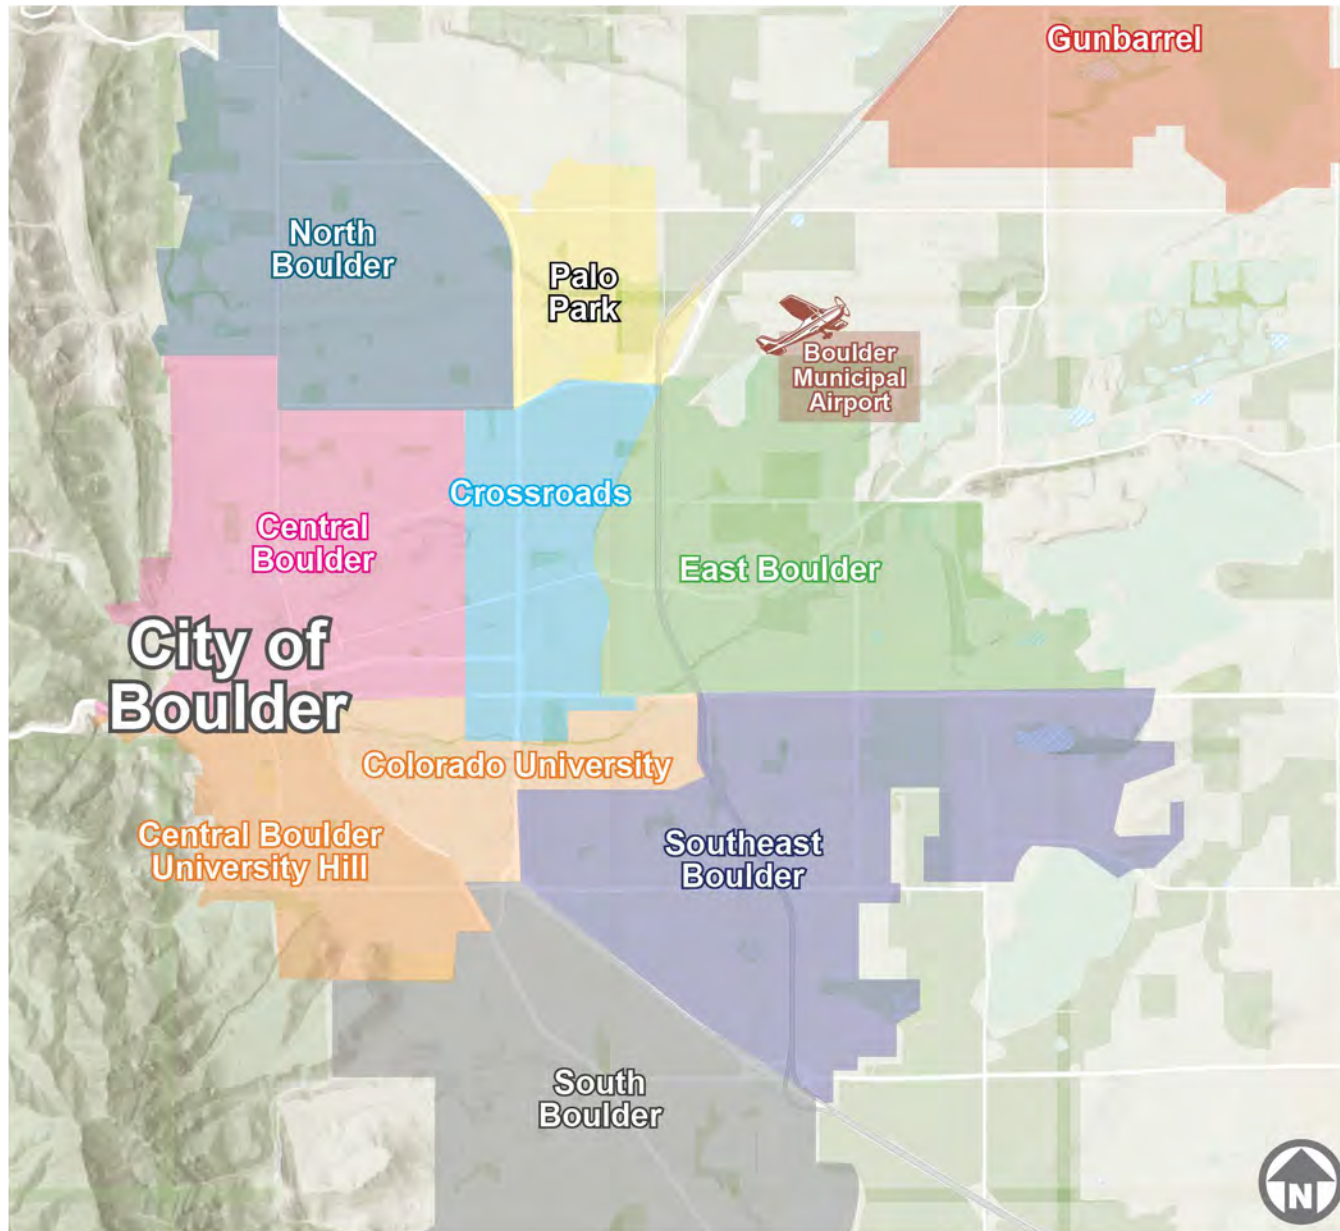 Gunbarrel
North
Boulder
Palo
Park
Boulder
Municipal
Airport
Crossroads
Central
Boulder
East Boulder
City of
Boulder
Colorado University
Central Boulder
University Hill
Southeast
Boulder
South
Boulder
N